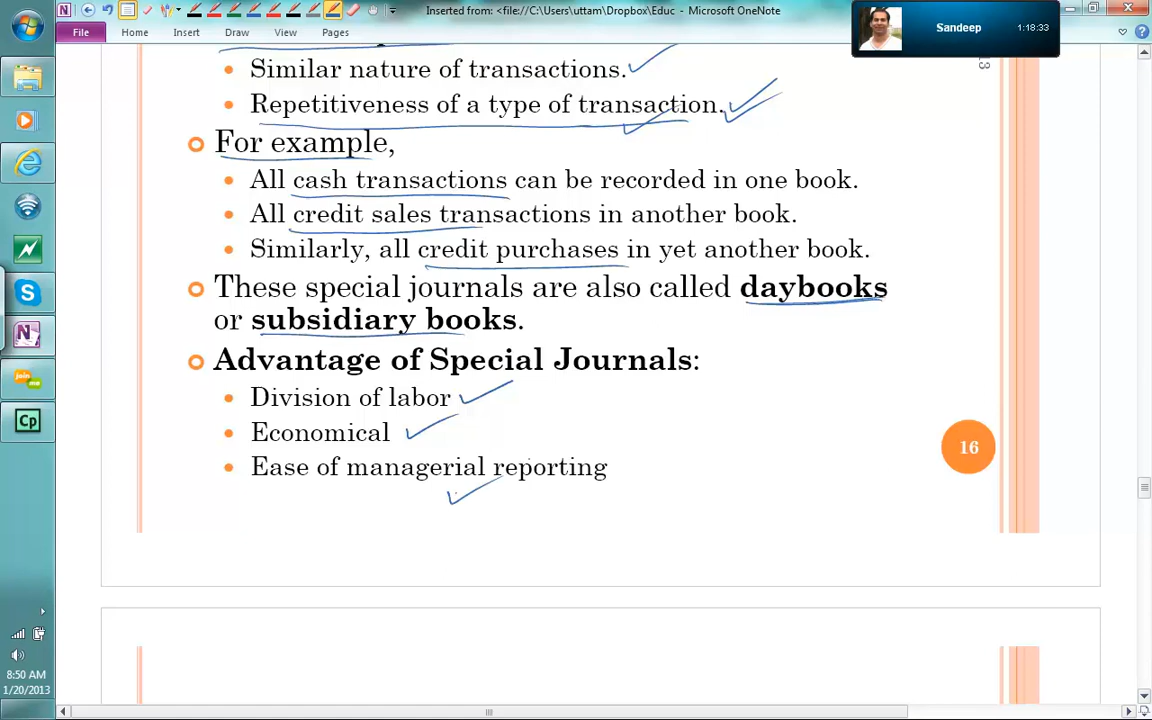 Inserted from: <file://C:\Users\uttam\Dropbox\Educ - Microsoft OneNote
Sandeep
1:18:33
File
Home
Insert
Draw
View
Pages
Similar nature of transactions.
Repetitiveness of a type of transaction.
For example,
All cash transactions can be recorded in one book.
All credit sales transactions in another book.
Similarly, all credit purchases in yet another book.
These special journals are also called daybooks
or subsidiary books.
Advantage of Special Journals:
Division of labor
Economical
Ease of managerial reporting
16
join
me
Cp
8:50 AM
1/20/2013